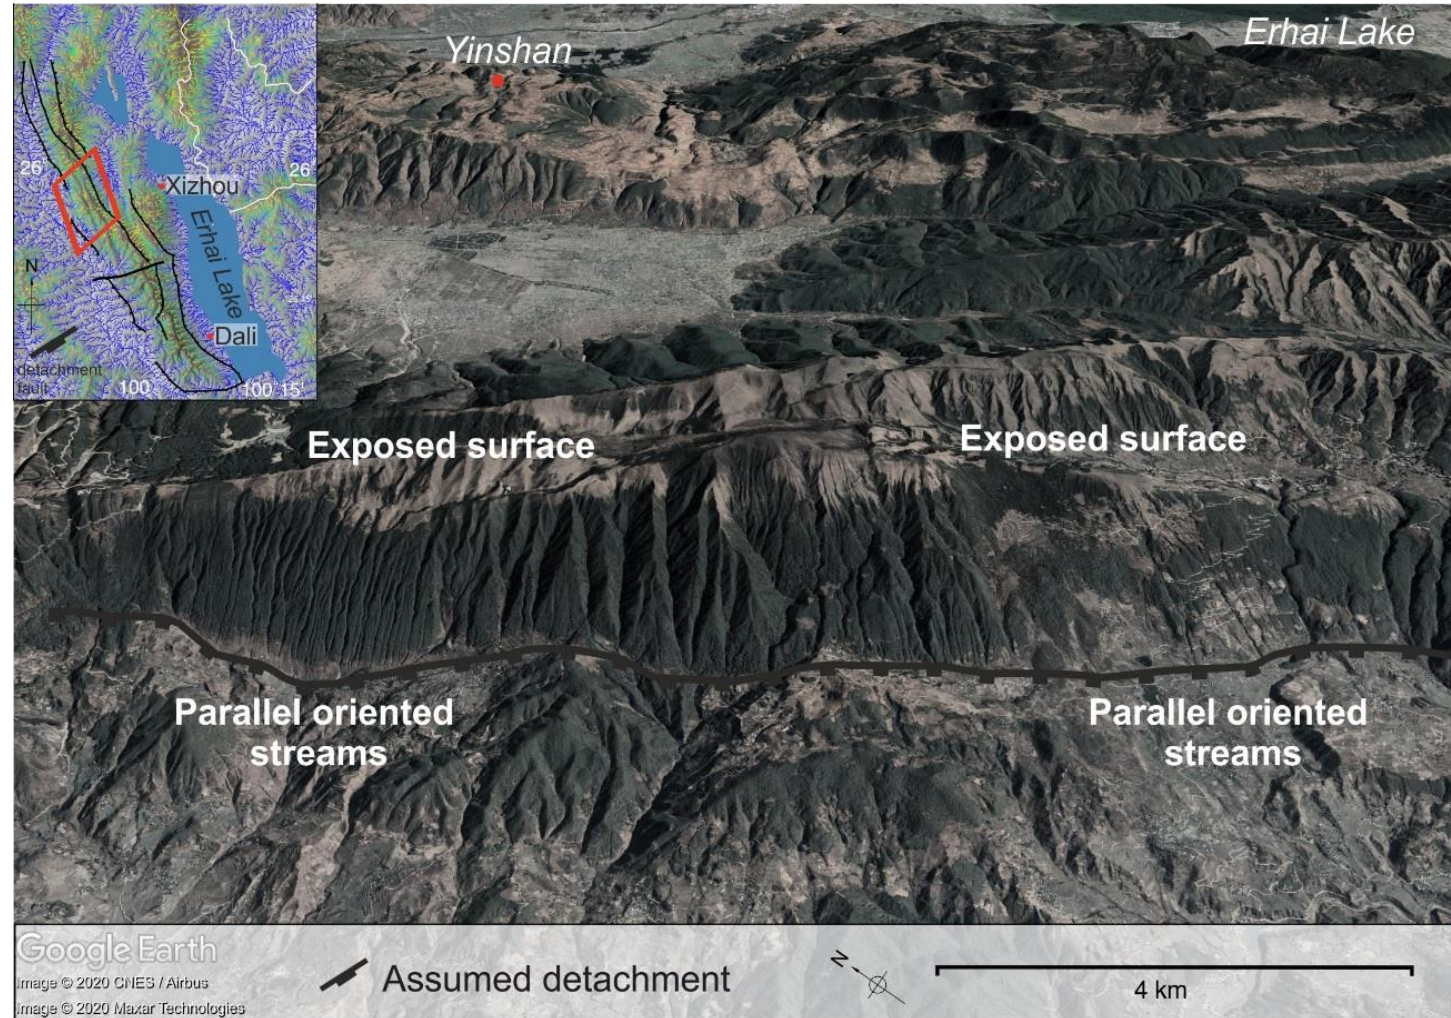 Yinshan
Erhai Lake
26
26
Xizhou
Erhai Lake
N
Dali
detachment
fault
100
100 15'
Exposed surface
Exposed surface
Parallel oriented
streams
Parallel oriented
streams
Google Earth
Image © 2020 CNES / Airbus
Image © 2020 Maxar Technologies
Assumed detachment
N
4 km